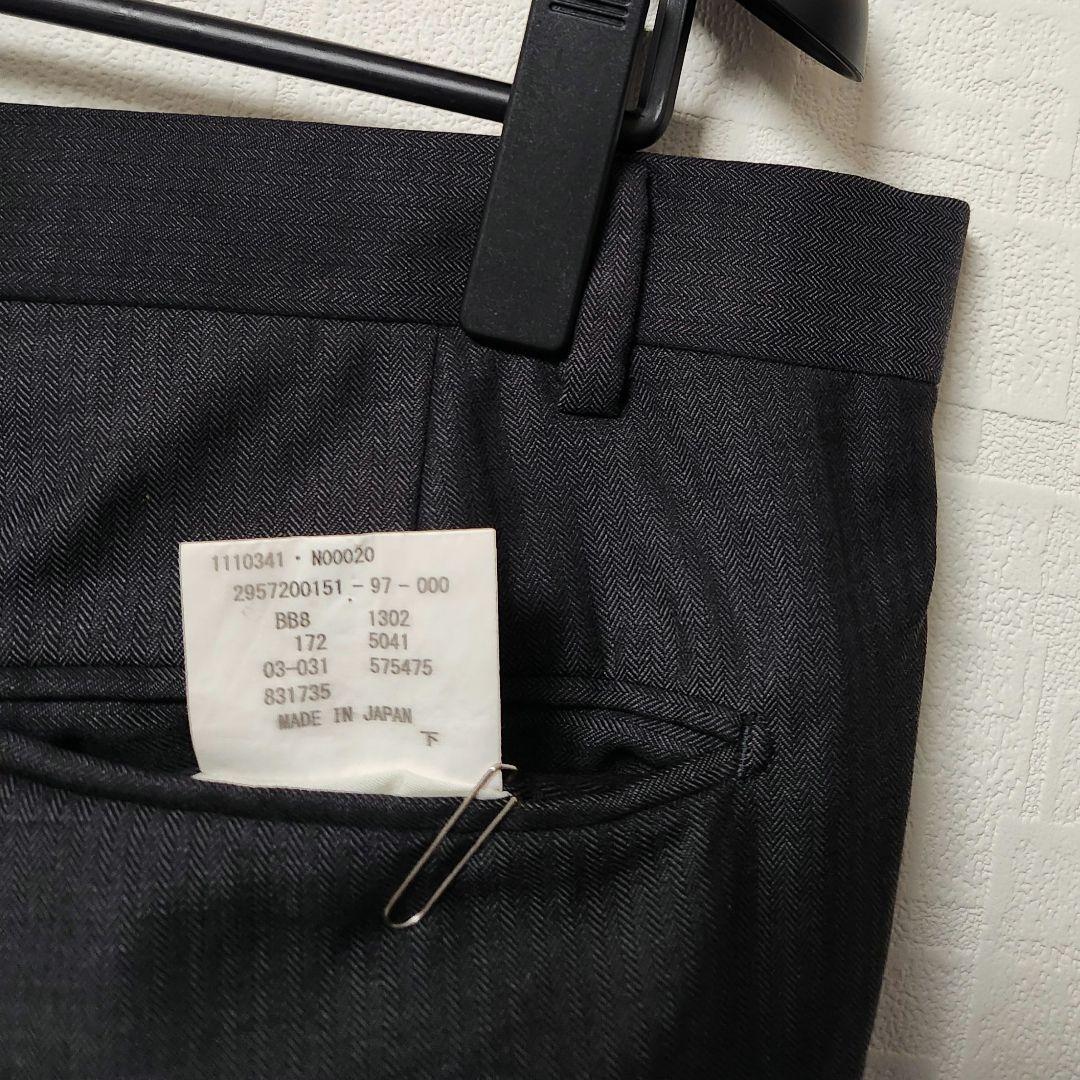 1110341・N00020
2957200151-97-000
BB8 1302
172 5041
03-031 575475
831735
MADE IN JAPAN
下